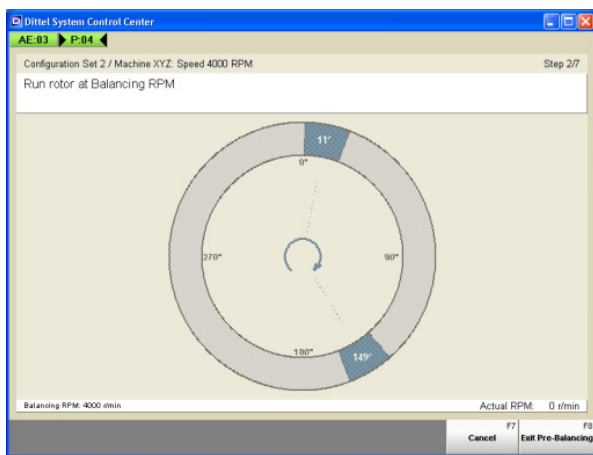 Dittel System Control Center
AE:03 P:04
Configuration Set 2 / Machine XYZ: Speed 4000 RPM Step 2/7
Run rotor at Balancing RPM
11°
0°
270° 90°
180°
149°
Balancing RPM: 4000 r/min Actual RPM: 0 r/min
F7 F8
Cancel Exit Pre-Balancing